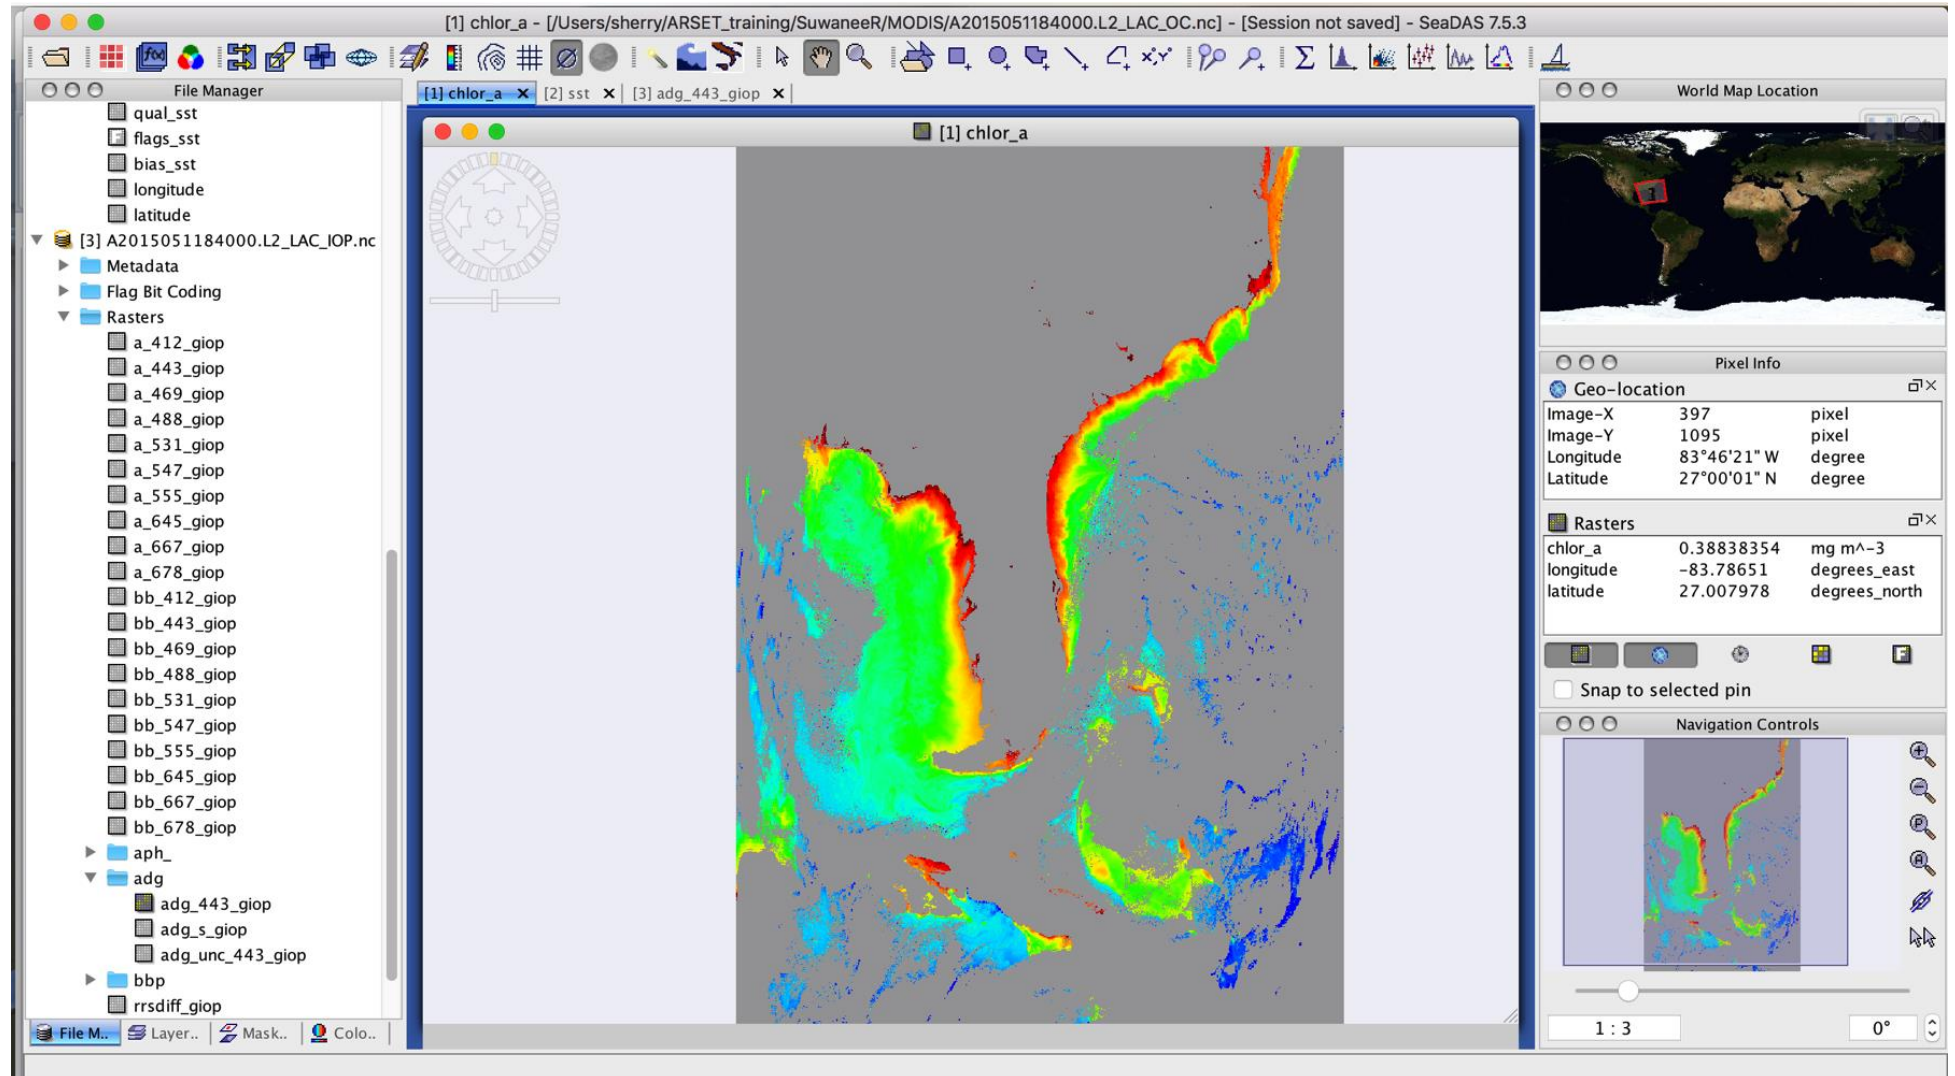 [1] chlor_a - [/Users/sherry/ARSET_training/SuwaneeR/MODIS/A2015051184000.L2_LAC_OC.nc] - [Session not saved] - SeaDAS 7.5.3
File Manager
qual_sst
flags_sst
bias_sst
longitude
latitude
[3] A2015051184000.L2_LAC_IOP.nc
Metadata
Flag Bit Coding
Rasters
a_412_giop
a_443_giop
a_469_giop
a_488_giop
a_531_giop
a_547_giop
a_555_giop
a_645_giop
a_667_giop
a_678_giop
bb_412_giop
bb_443_giop
bb_469_giop
bb_488_giop
bb_531_giop
bb_547_giop
bb_555_giop
bb_645_giop
bb_667_giop
bb_678_giop
aph_
adg
adg_443_giop
adg_s_giop
adg_unc_443_giop
bbp
rrsdiff_giop
File M.. Layer.. Mask.. Colo..
[1] chlor_a [2] sst [3] adg_443_giop
[1] chlor_a
World Map Location
Pixel Info
Geo-location
Image-X 397 pixel
Image-Y 1095 pixel
Longitude 83°46'21" W degree
Latitude 27°00'01" N degree
Rasters
chlor_a 0.38838354 mg m^-3
longitude -83.78651 degrees_east
latitude 27.007978 degrees_north
Snap to selected pin
Navigation Controls
1 : 3 0°